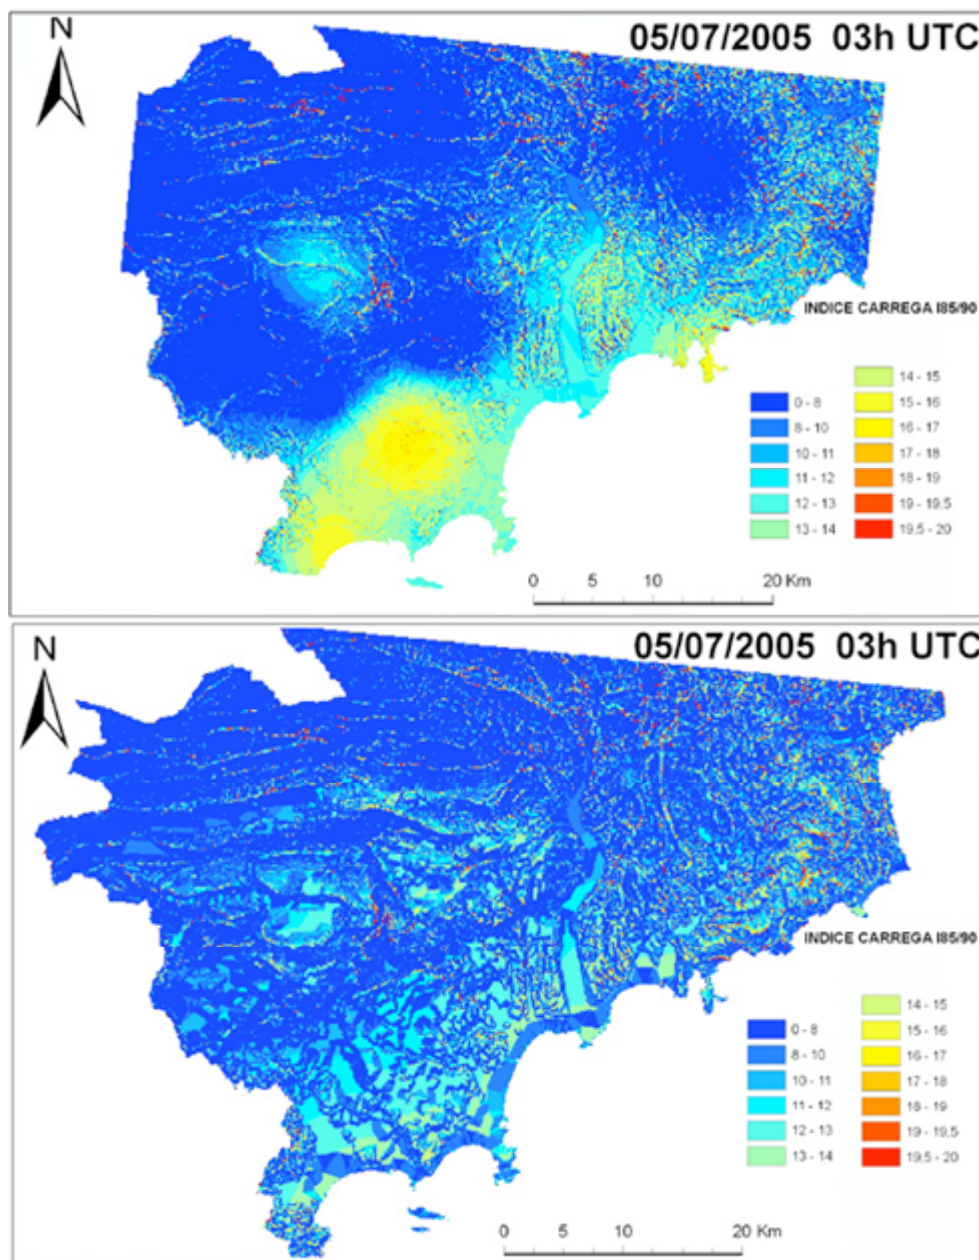 N
05/07/2005 03h UTC
INDICE CARREGA I85/90
14 - 15
0 - 8
15 - 16
8 - 10
16 - 17
10 - 11
17 - 18
11 - 12
18 - 19
12 - 13
19 - 19,5
13 - 14
19,5 - 20
0 5 10 20 Km
N
05/07/2005 03h UTC
INDICE CARREGA I85/90
14 - 15
0 - 8
15 - 16
8 - 10
16 - 17
10 - 11
17 - 18
11 - 12
18 - 19
12 - 13
19 - 19,5
13 - 14
19,5 - 20
0 5 10 20 Km